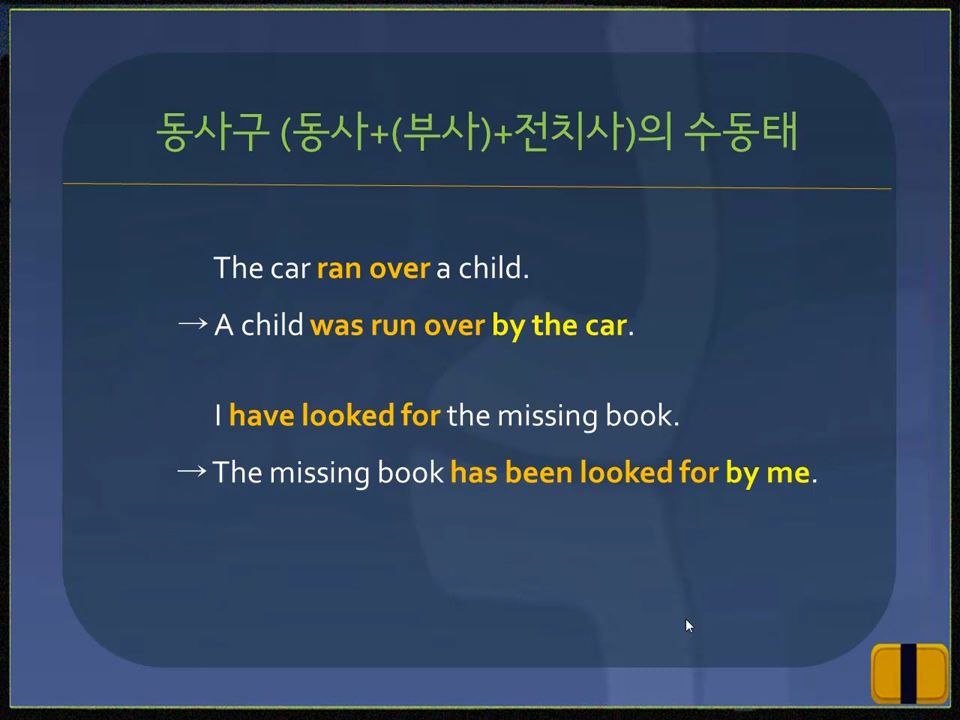 동사구 (동사+(부사)+전치사)의 수동태
The car ran over a child.
→ A child was run over by the car.
I have looked for the missing book.
→ The missing book has been looked for by me.